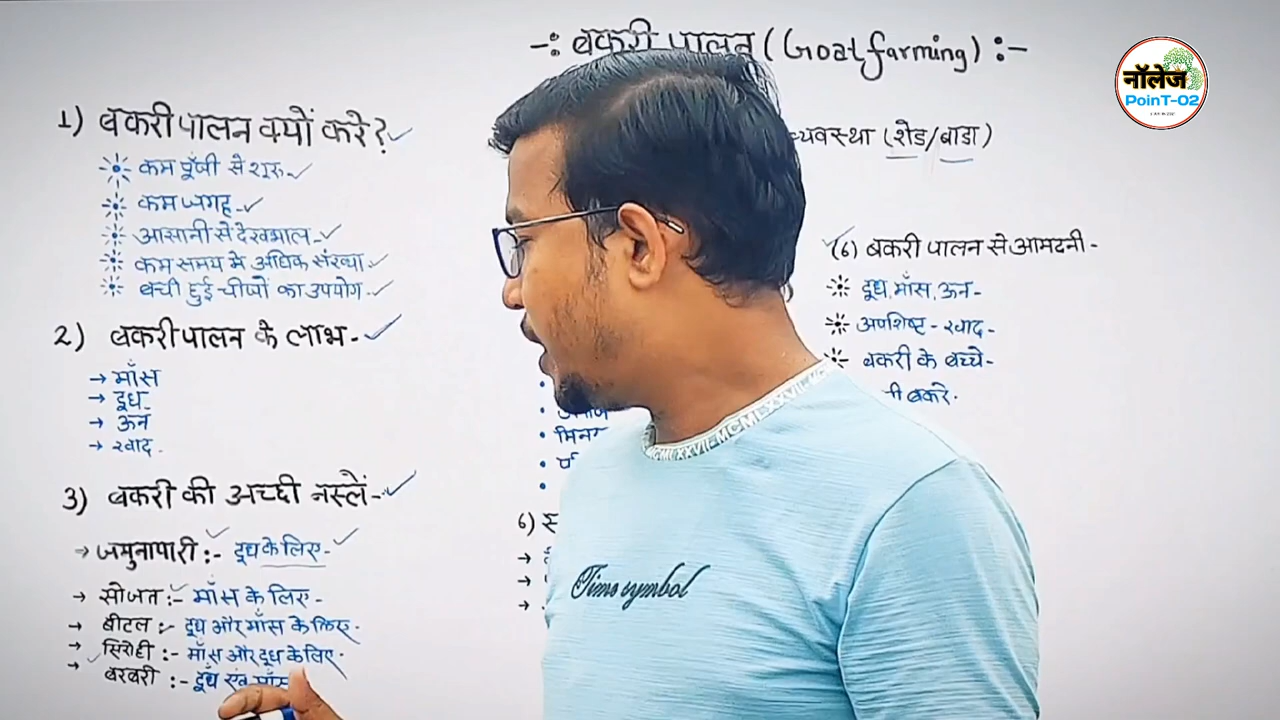 -: बकरी पालन (Goat farming) :-
नॉलेज
PoinT-02
1) बकरी पालन क्यों करे?
कम पूँजी से शुरू
कम जगह
आसानी से देखभाल
कम समय मे अधिक संख्या
बची हुई चीजों का उपयोग
2) बकरी पालन के लाभ-
→ माँस
→ दूध
→ ऊन
→ खाद
3) बकरी की अच्छी नस्लें-
→ जमुनापारी :- दूध के लिए-
→ सोजत :- माँस के लिए-
→ बीटल :- दूध और माँस के लिए
→ सिरोही :- माँस और दूध के लिए
→ बरबरी :- दूध एवं माँस
व्यवस्था (शेड/बाडा)
6)
(6) बकरी पालन से आमदनी-
दूध, माँस, ऊन-
अपशिष्ट - खाद-
बकरी के बच्चे-
बकरे
Time symbol